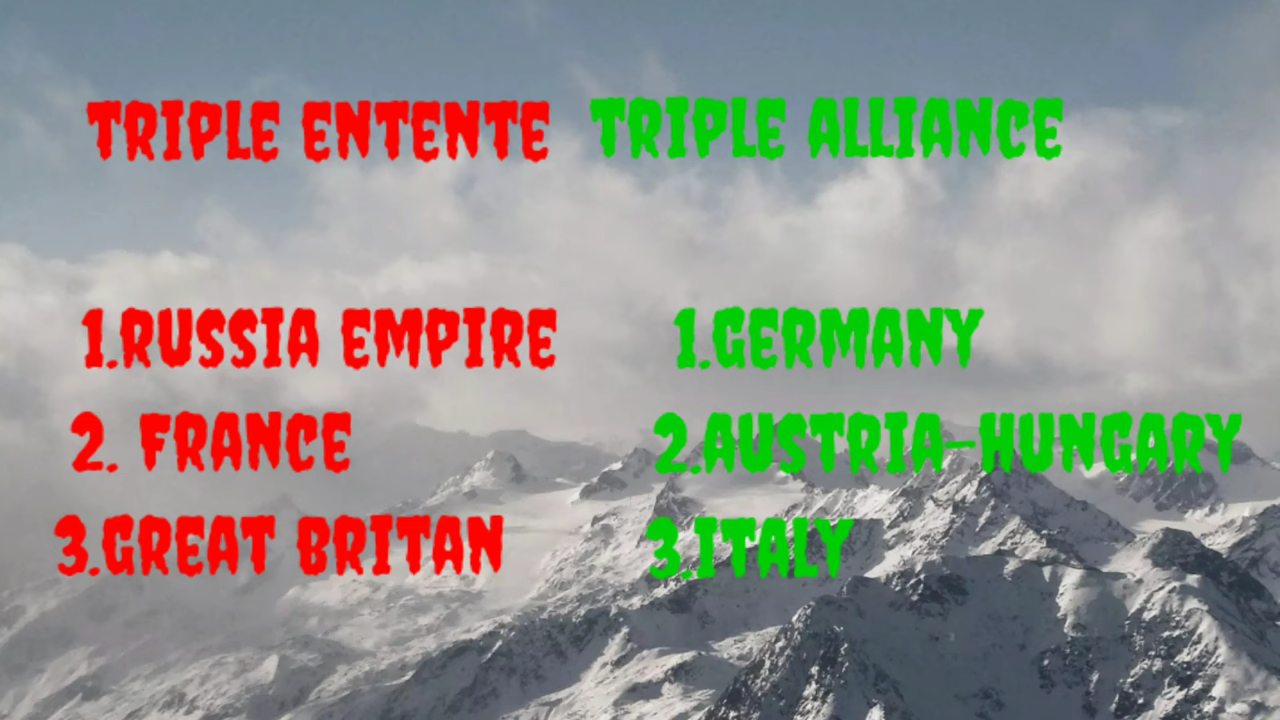 TRIPLE ENTENTE
1.RUSSIA EMPIRE
2. FRANCE
3.GREAT BRITAN
TRIPLE ALLIANCE
1.GERMANY
2.AUSTRIA-HUNGARY
3.ITALY